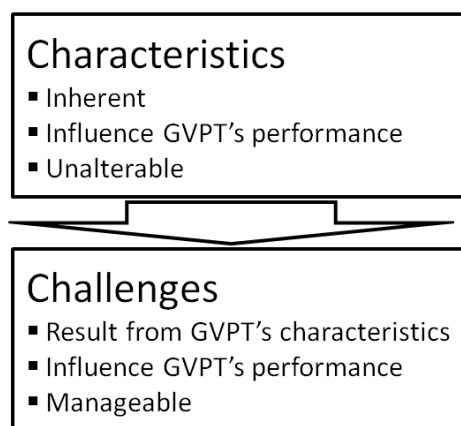 Characteristics
▪ Inherent
▪ Influence GVPT's performance
▪ Unalterable
Challenges
▪ Result from GVPT's characteristics
▪ Influence GVPT's performance
▪ Manageable